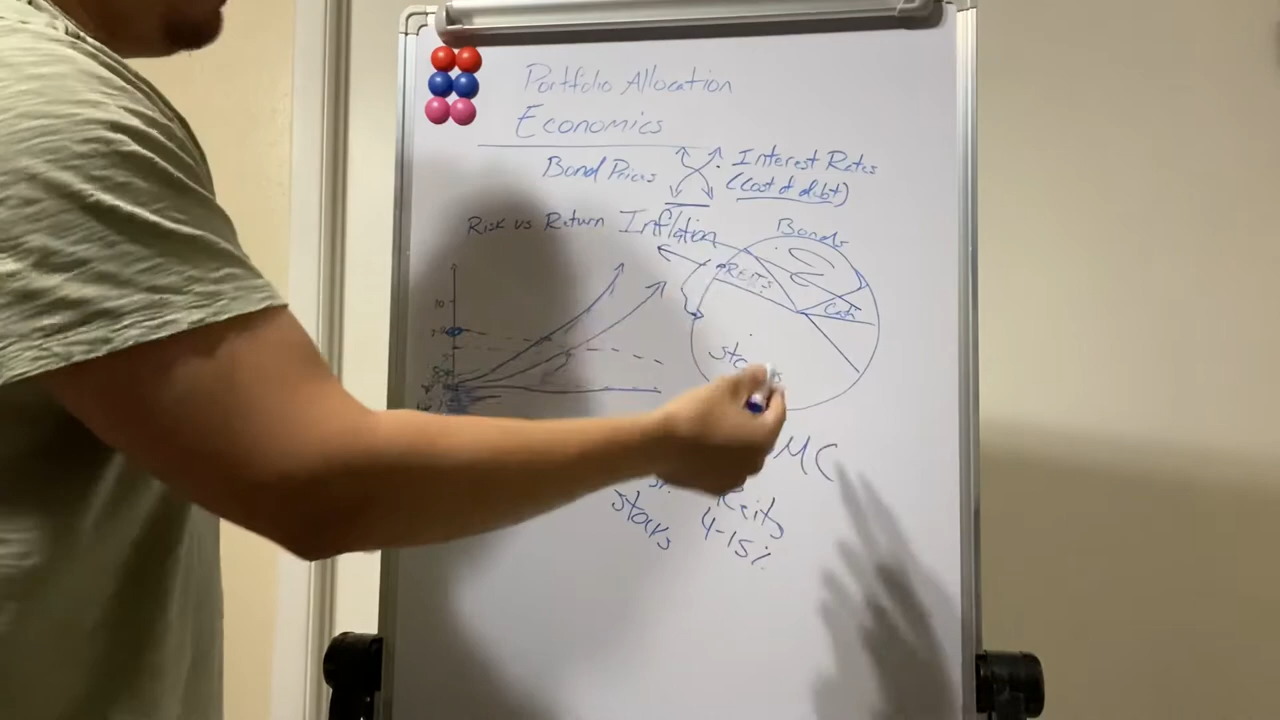 Portfolio Allocation
Economics
Bond Prices
Interest Rates
(cost of debt)
Risk vs Return
Inflation
Bonds
REITs
Cash
10
MC
stocks
Reits
4-15%